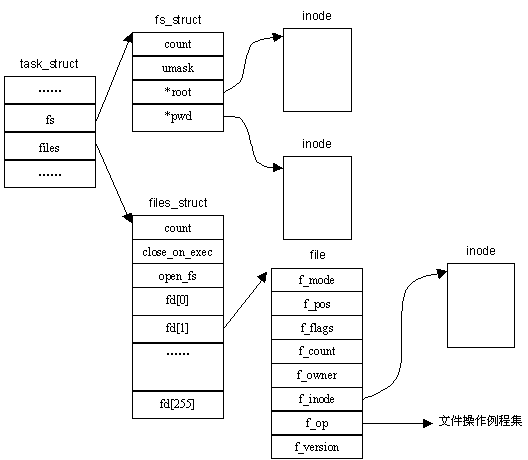 task_struct
……
fs
files
……
fs_struct
count
umask
*root
*pwd
inode
inode
files_struct
count
close_on_exec
open_fs
fd[0]
fd[1]
……
fd[255]
file
f_mode
f_pos
f_flags
f_count
f_owner
f_inode
f_op
f_version
inode
文件操作例程集